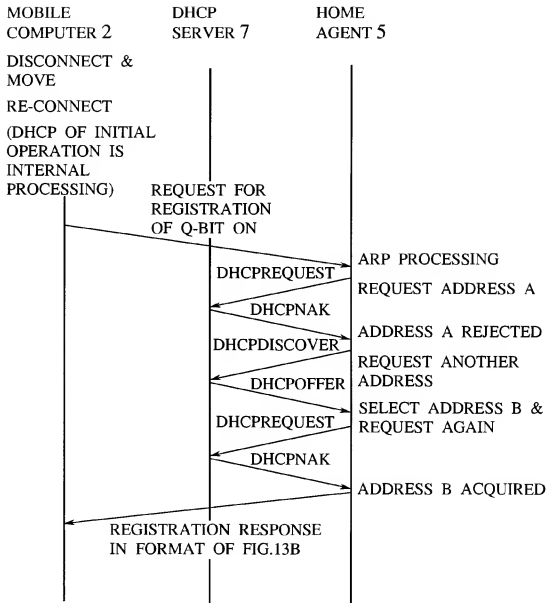 MOBILE
COMPUTER 2
DHCP
SERVER 7
HOME
AGENT 5
DISCONNECT &
MOVE
RE-CONNECT
(DHCP OF INITIAL
OPERATION IS
INTERNAL
PROCESSING)
REQUEST FOR
REGISTRATION
OF Q-BIT ON
ARP PROCESSING
DHCPREQUEST
REQUEST ADDRESS A
DHCPNAK
ADDRESS A REJECTED
DHCPDISCOVER
REQUEST ANOTHER
ADDRESS
DHCPOFFER
SELECT ADDRESS B &
REQUEST AGAIN
DHCPREQUEST
DHCPNAK
ADDRESS B ACQUIRED
REGISTRATION RESPONSE
IN FORMAT OF FIG.13B